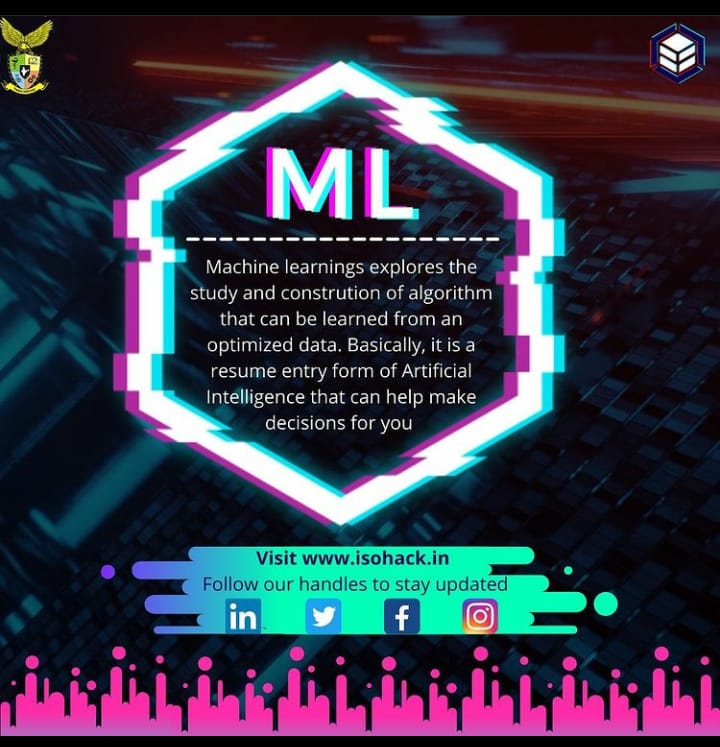 ML
Machine learnings explores the
study and constrution of algorithm
that can be learned from an
optimized data. Basically, it is a
resume entry form of Artificial
Intelligence that can help make
decisions for you
Visit www.isohack.in
Follow our handles to stay updated
in